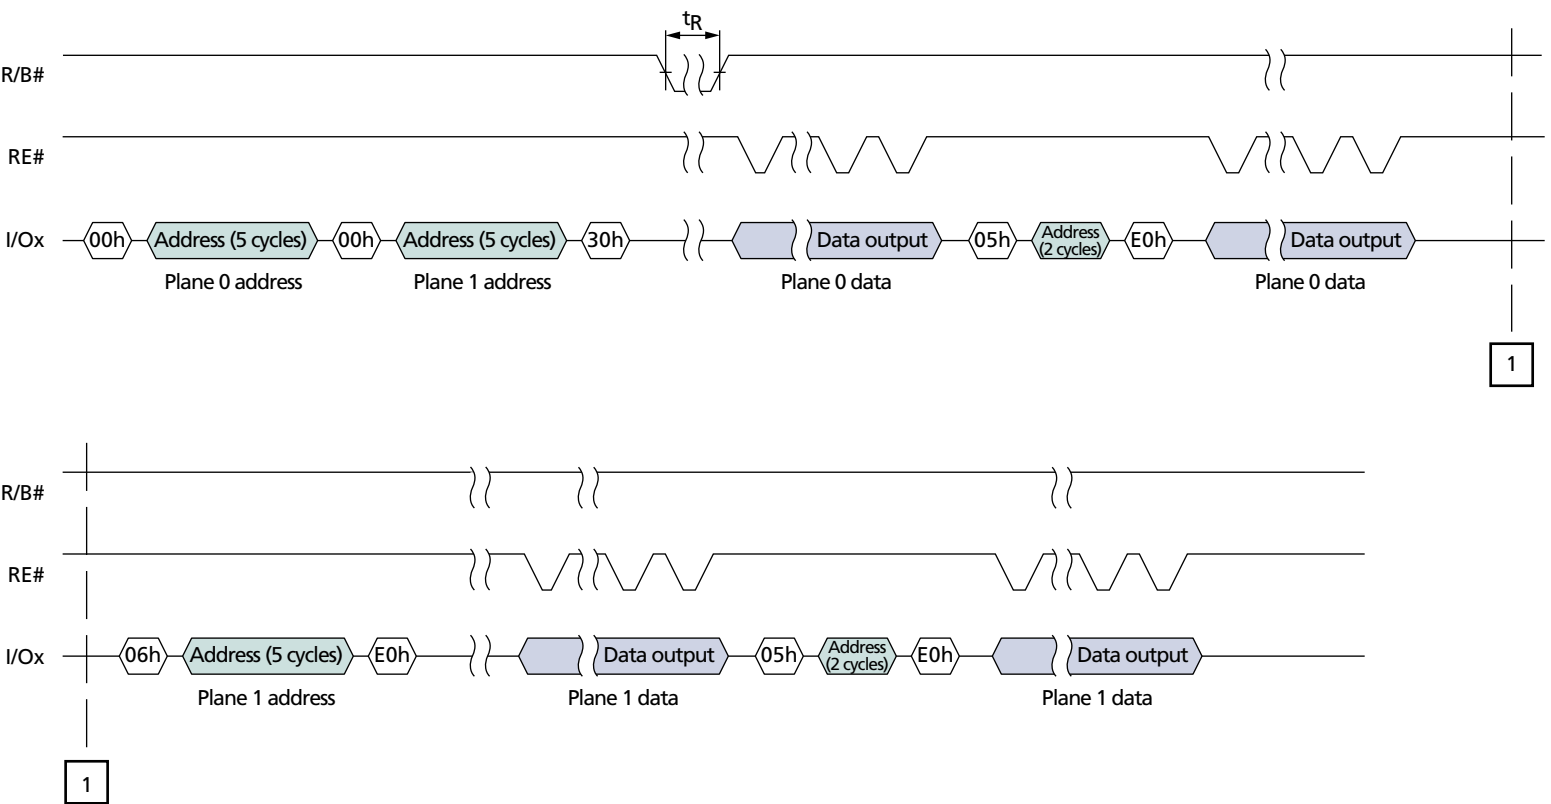 tR
R/B#
RE#
I/Ox 00h Address (5 cycles) 00h Address (5 cycles) 30h Data output 05h Address (2 cycles) E0h Data output
Plane 0 address Plane 1 address Plane 0 data Plane 0 data
1
R/B#
RE#
I/Ox 06h Address (5 cycles) E0h Data output 05h Address (2 cycles) E0h Data output
Plane 1 address Plane 1 data Plane 1 data
1